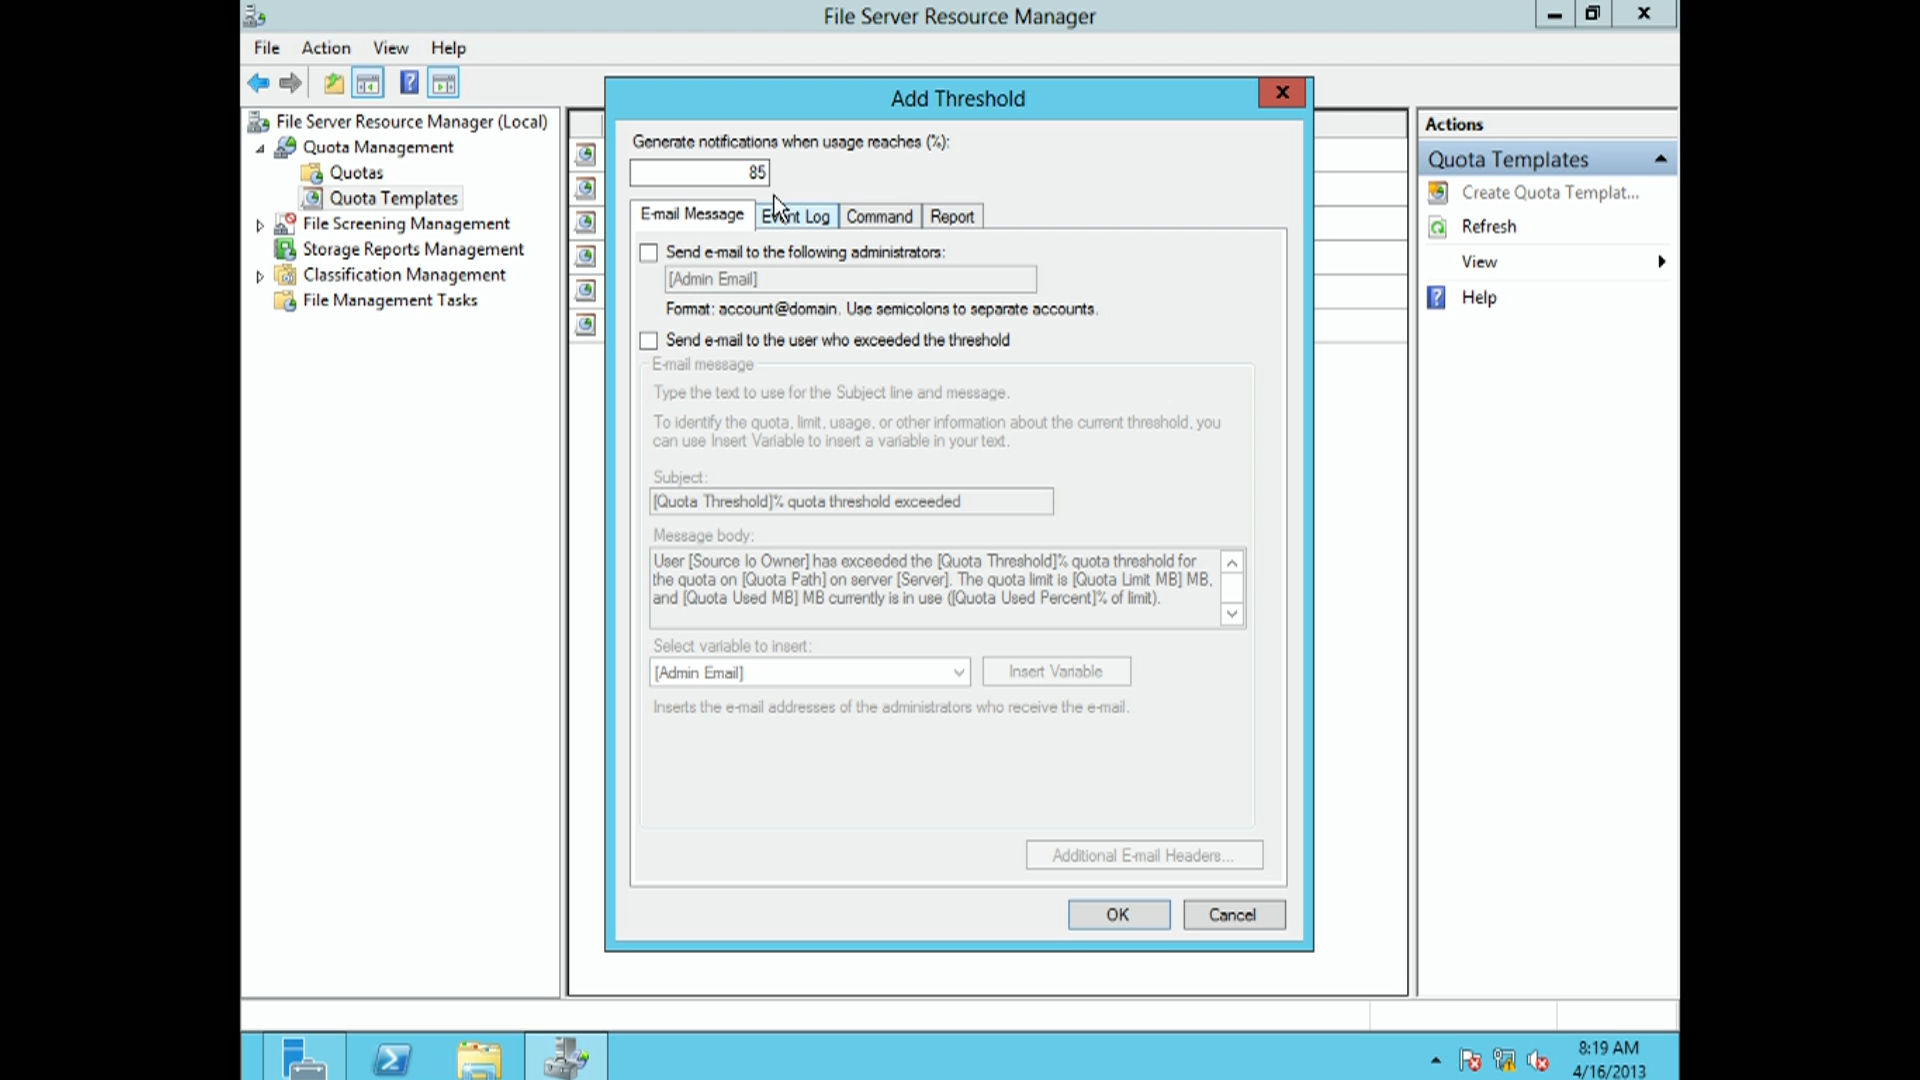 File Server Resource Manager
File Action View Help
File Server Resource Manager (Local)
Quota Management
Quotas
Quota Templates
File Screening Management
Storage Reports Management
Classification Management
File Management Tasks
Add Threshold
Generate notifications when usage reaches (%):
85
E-mail Message Event Log Command Report
Send e-mail to the following administrators:
[Admin Email]
Format: account@domain. Use semicolons to separate accounts.
Send e-mail to the user who exceeded the threshold
E-mail message
Type the text to use for the Subject line and message.
To identify the quota, limit, usage, or other information about the current threshold, you
can use Insert Variable to insert a variable in your text.
Subject:
[Quota Threshold]% quota threshold exceeded
Message body:
User [Source Io Owner] has exceeded the [Quota Threshold]% quota threshold for
the quota on [Quota Path] on server [Server]. The quota limit is [Quota Limit MB] MB,
and [Quota Used MB] MB currently is in use ([Quota Used Percent]% of limit).
Select variable to insert:
[Admin Email] Insert Variable
Inserts the e-mail addresses of the administrators who receive the e-mail.
Additional E-mail Headers...
OK Cancel
Actions
Quota Templates
Create Quota Templat...
Refresh
View
Help
8:19 AM
4/16/2013